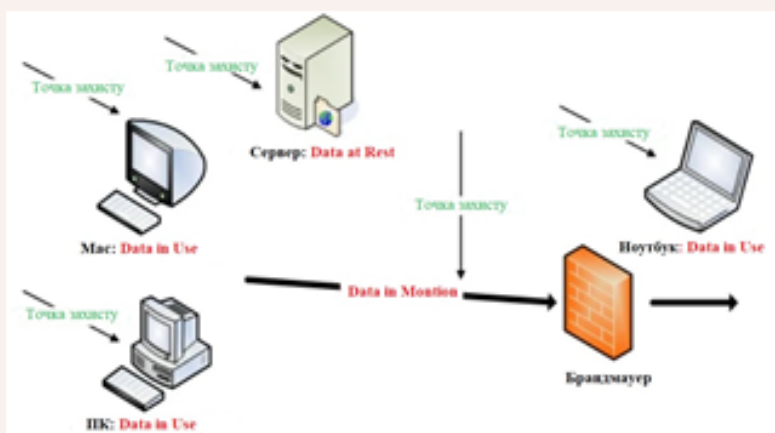 Точка захисту
Точка захисту
Сервер: Data at Rest
Точка захисту
Mac: Data in Use
Точка захисту
Ноутбук: Data in Use
Data in Montion
Точка захисту
Брандмауер
ПК: Data in Use